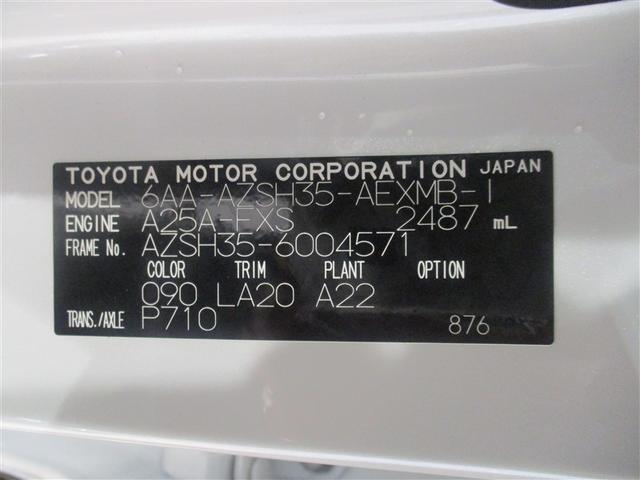 TOYOTA MOTOR CORPORATION JAPAN
MODEL 6AA-AZSH35-AEXMB-I
ENGINE A25A-FXS 2487 mL
FRAME No. AZSH35-6004571
COLOR TRIM PLANT OPTION
090 LA20 A22
TRANS./AXLE P710 876